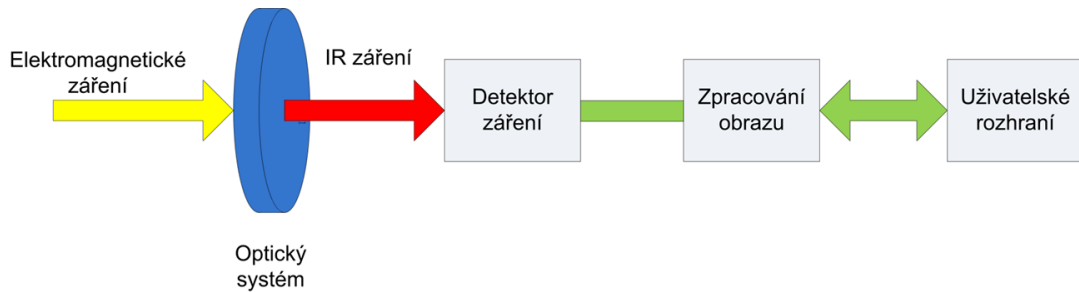 Elektromagnetické
záření
IR záření
Detektor
záření
Zpracování
obrazu
Uživatelské
rozhraní
Optický
systém